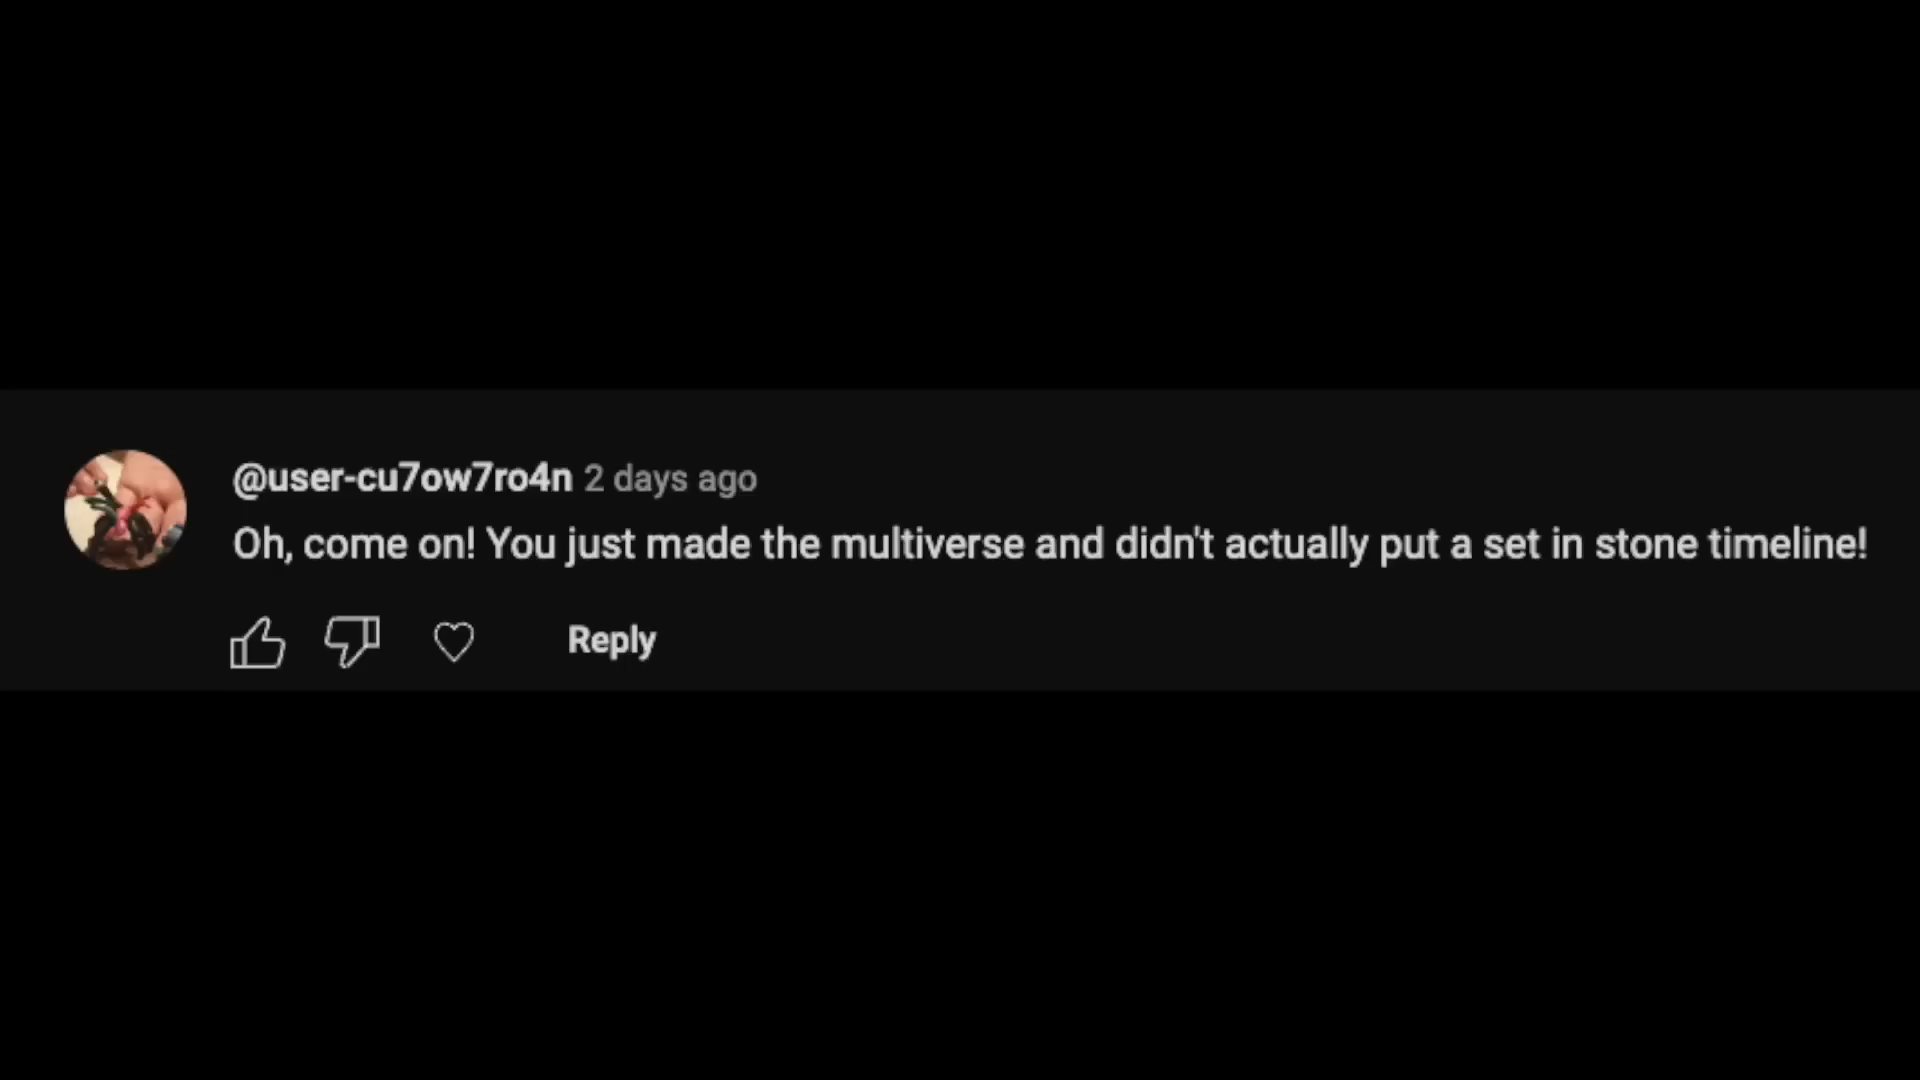 @user-cu7ow7ro4n 2 days ago
Oh, come on! You just made the multiverse and didn't actually put a set in stone timeline!
Reply